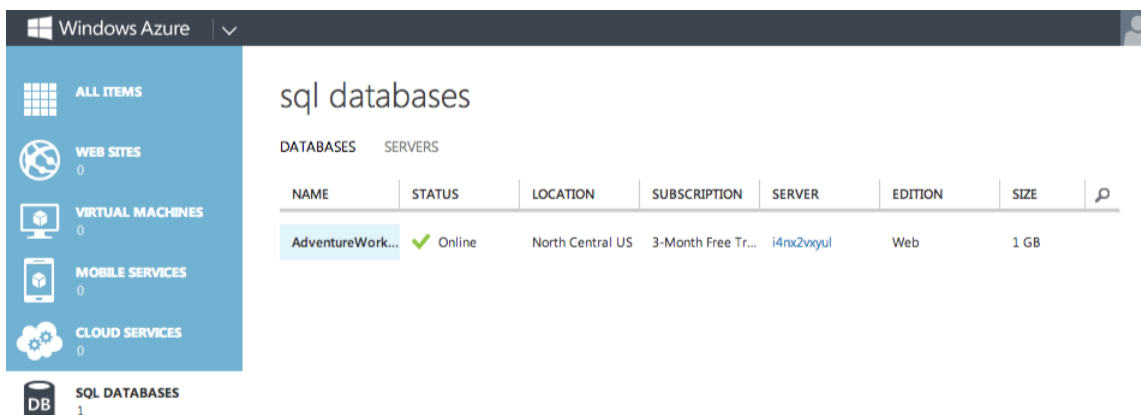 Windows Azure
ALL ITEMS
WEB SITES
0
VIRTUAL MACHINES
0
MOBILE SERVICES
0
CLOUD SERVICES
0
DB
SQL DATABASES
1
sql databases
DATABASES SERVERS
NAME STATUS LOCATION SUBSCRIPTION SERVER EDITION SIZE
AdventureWork... Online North Central US 3-Month Free Tr... i4nx2vxyul Web 1 GB